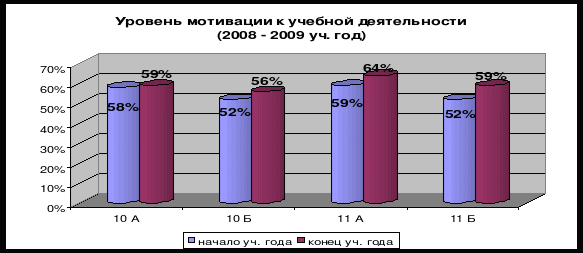 Уровень мотивации к учебной деятельности
(2008 - 2009 уч. год)
70%
60%
50%
40%
30%
20%
10%
0%
58%
59%
52%
56%
59%
64%
52%
59%
10 А
10 Б
11 А
11 Б
начало уч. года
конец уч. года